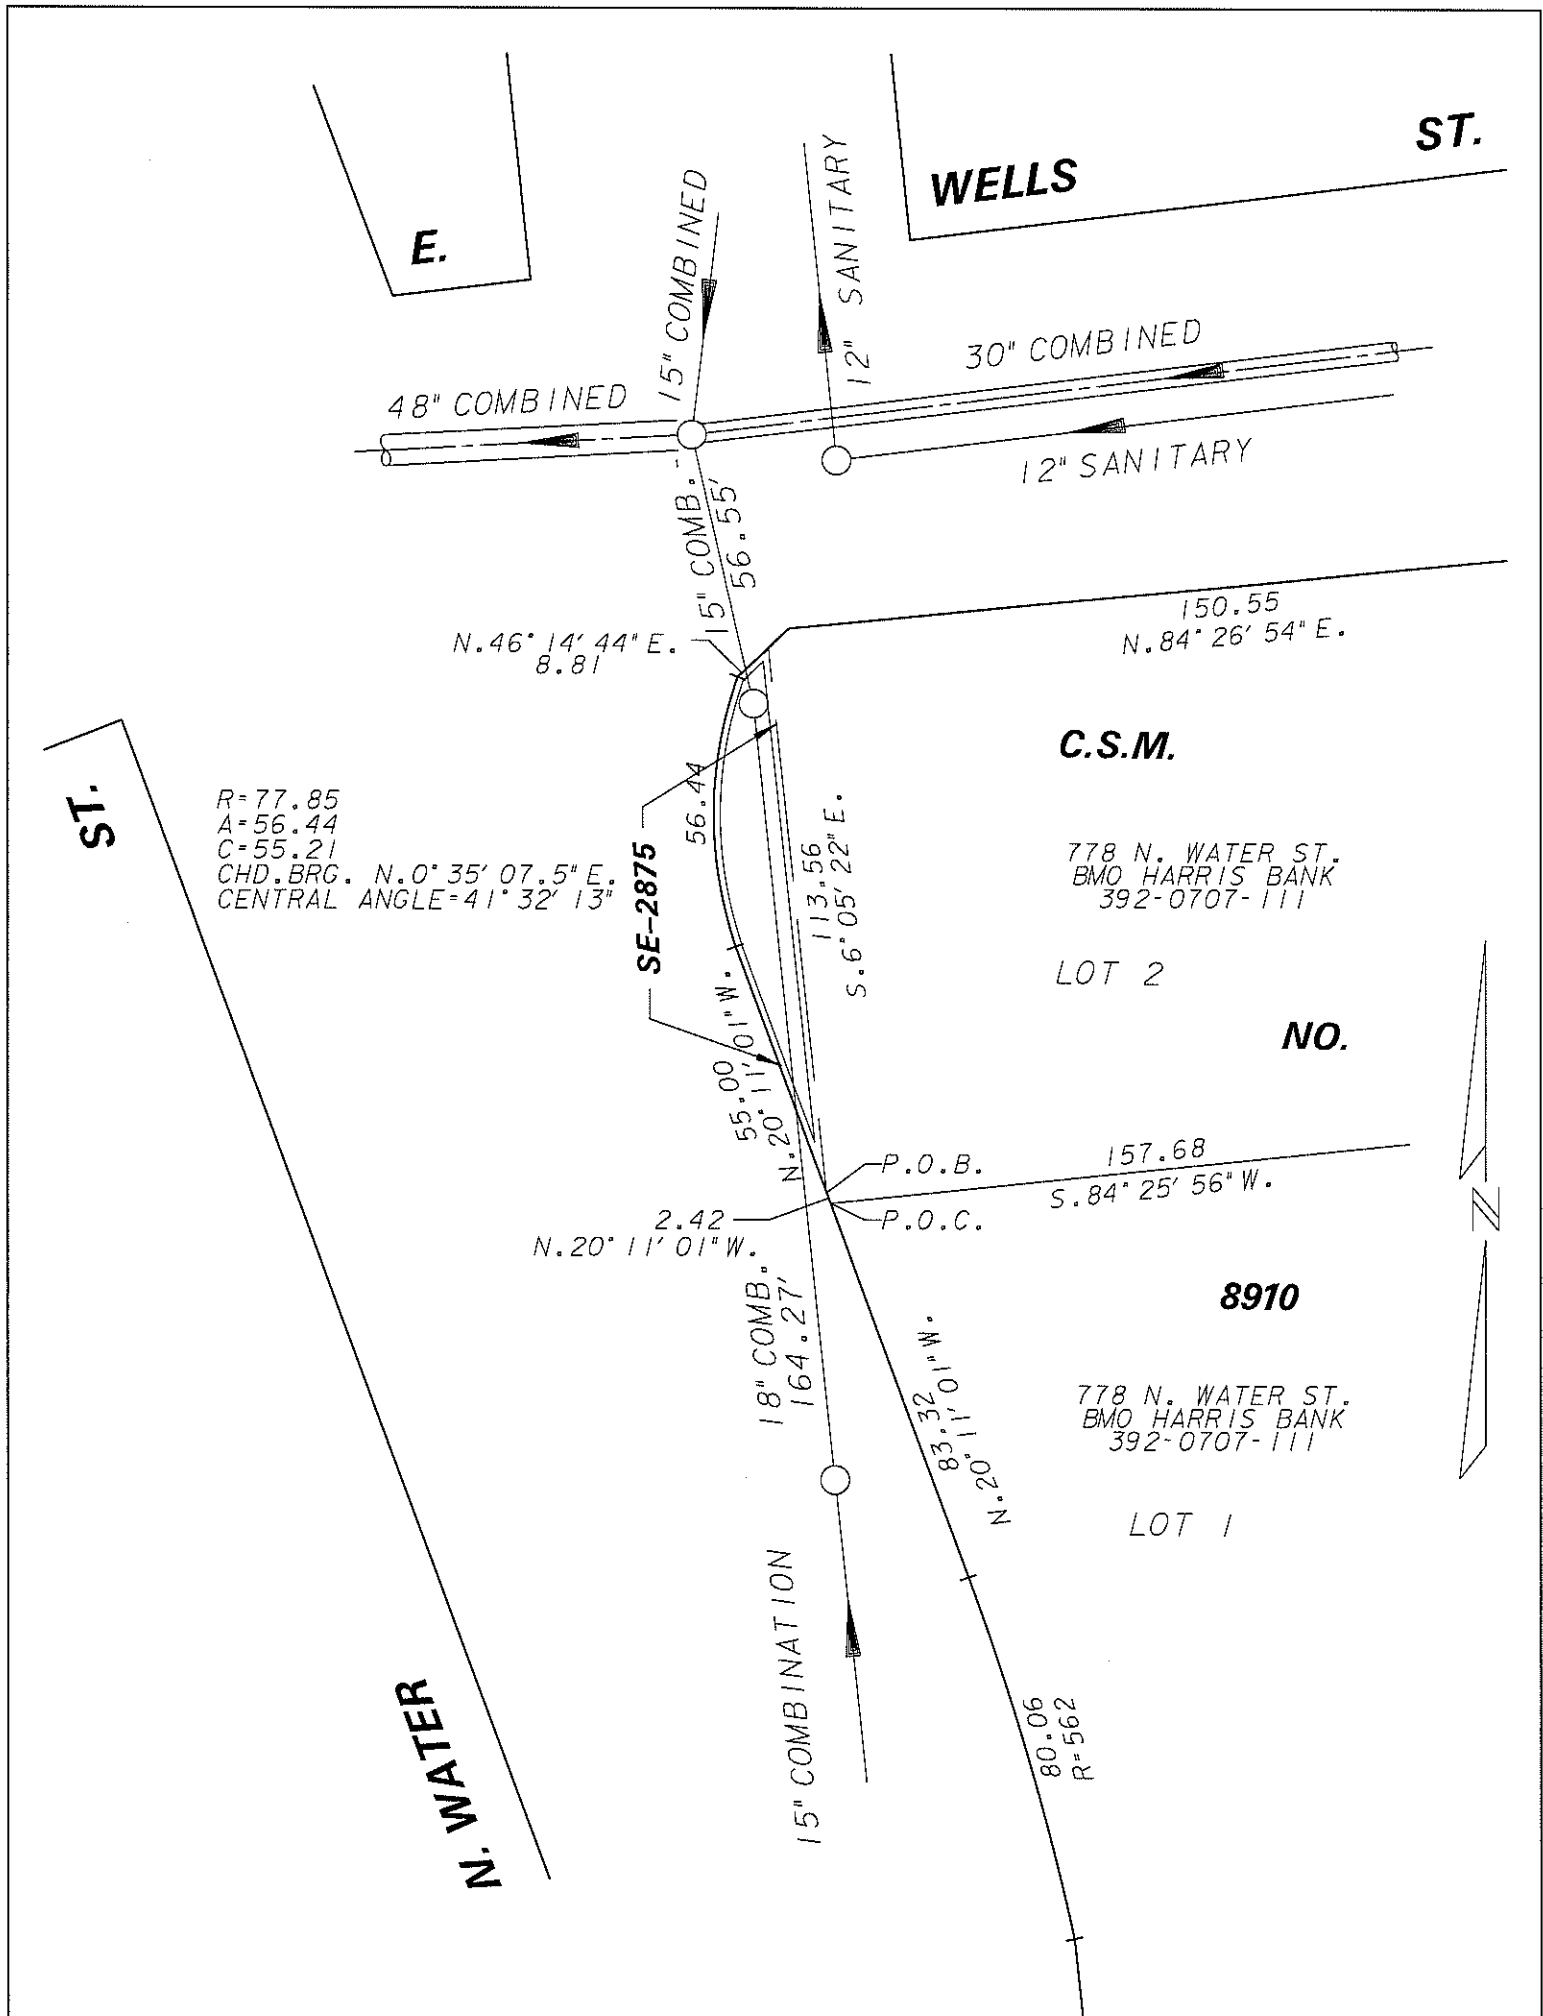 ST.
WELLS
E.
15" COMBINED
12" SANITARY
30" COMBINED
48" COMBINED
12" SANITARY
15" COMB.
56.55'
150.55
N.84° 26' 54" E.
N.46° 14' 44" E.
8.81
C.S.M.
ST.
R=77.85
A=56.44
C=55.21
CHD.BRG. N.0° 35' 07.5" E.
CENTRAL ANGLE=41° 32' 13"
56.44
SE-2875
113.56
S.6° 05' 22" E.
778 N. WATER ST.
BMO HARRIS BANK
392-0707-111
LOT 2
NO.
55.00
N.20° 11' 01" W.
P.O.B.
157.68
S.84° 25' 56" W.
P.O.C.
2.42
N.20° 11' 01" W.
N
18" COMB.
164.27'
8910
83.32
N.20° 11' 01" W.
778 N. WATER ST.
BMO HARRIS BANK
392-0707-111
LOT 1
15" COMBINATION
80.06
R=562
N. WATER